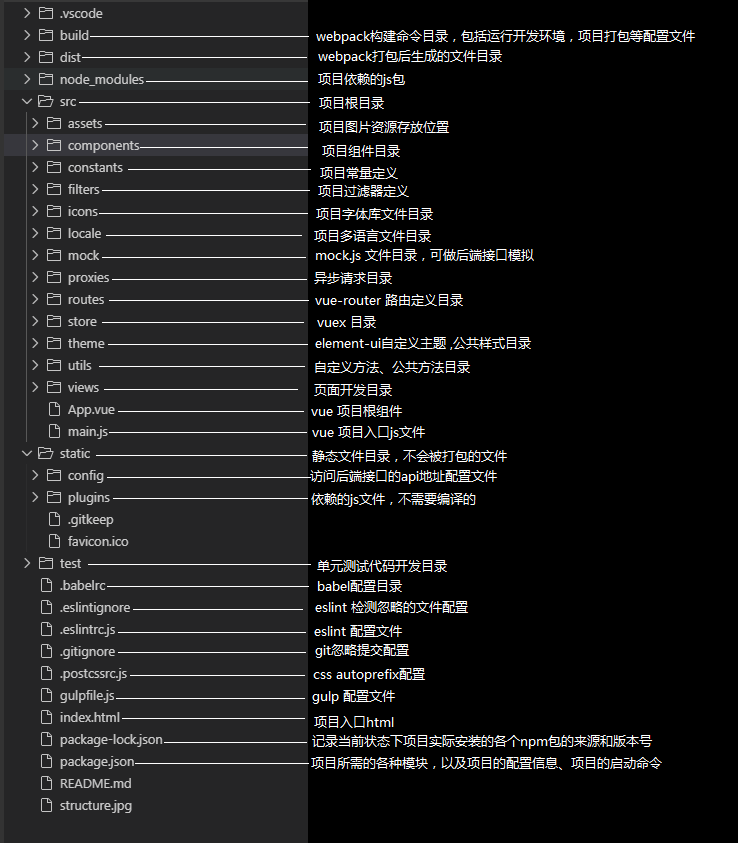 .vscode
build webpack构建命令目录，包括运行开发环境，项目打包等配置文件
dist webpack打包后生成的文件目录
node_modules 项目依赖的js包
src 项目根目录
assets 项目图片资源存放位置
components 项目组件目录
constants 项目常量定义
filters 项目过滤器定义
icons 项目字体库文件目录
locale 项目多语言文件目录
mock mock.js 文件目录，可做后端接口模拟
proxies 异步请求目录
routes vue-router 路由定义目录
store vuex 目录
theme element-ui自定义主题 ,公共样式目录
utils 自定义方法、公共方法目录
views 页面开发目录
App.vue vue 项目根组件
main.js vue 项目入口js文件
static 静态文件目录，不会被打包的文件
config 访问后端接口的api地址配置文件
plugins 依赖的js文件，不需要编译的
.gitkeep
favicon.ico
test 单元测试代码开发目录
.babelrc babel配置目录
.eslintignore eslint 检测忽略的文件配置
.eslintrc.js eslint 配置文件
.gitignore git忽略提交配置
.postcssrc.js css autoprefix配置
gulpfile.js gulp 配置文件
index.html 项目入口html
package-lock.json 记录当前状态下项目实际安装的各个npm包的来源和版本号
package.json 项目所需的各种模块，以及项目的配置信息、项目的启动命令
README.md
structure.jpg